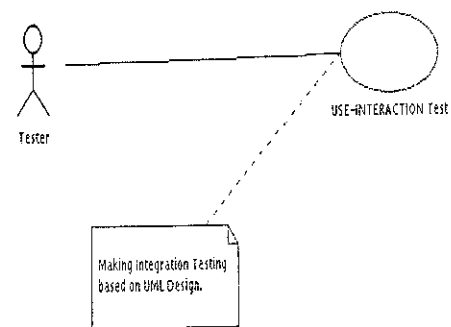 USE-INTERACTION Test
Tester
Making Integration Testing
based on UML Design.